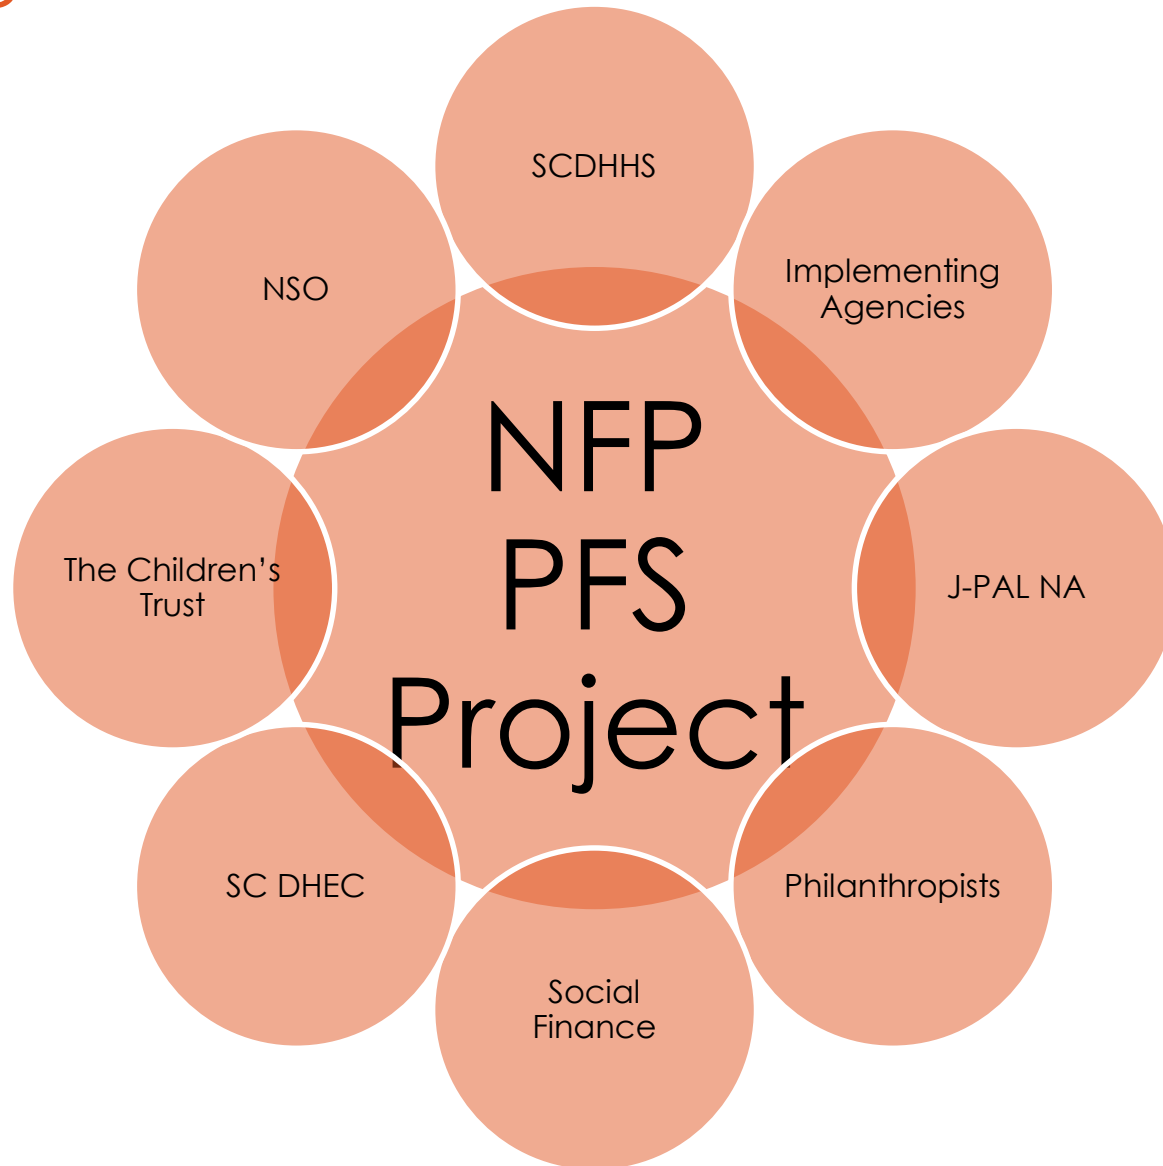 SCDHHS
Implementing
Agencies
NSO
NFP
PFS
Project
The Children’s
Trust
J-PAL NA
SC DHEC
Philanthropists
Social
Finance